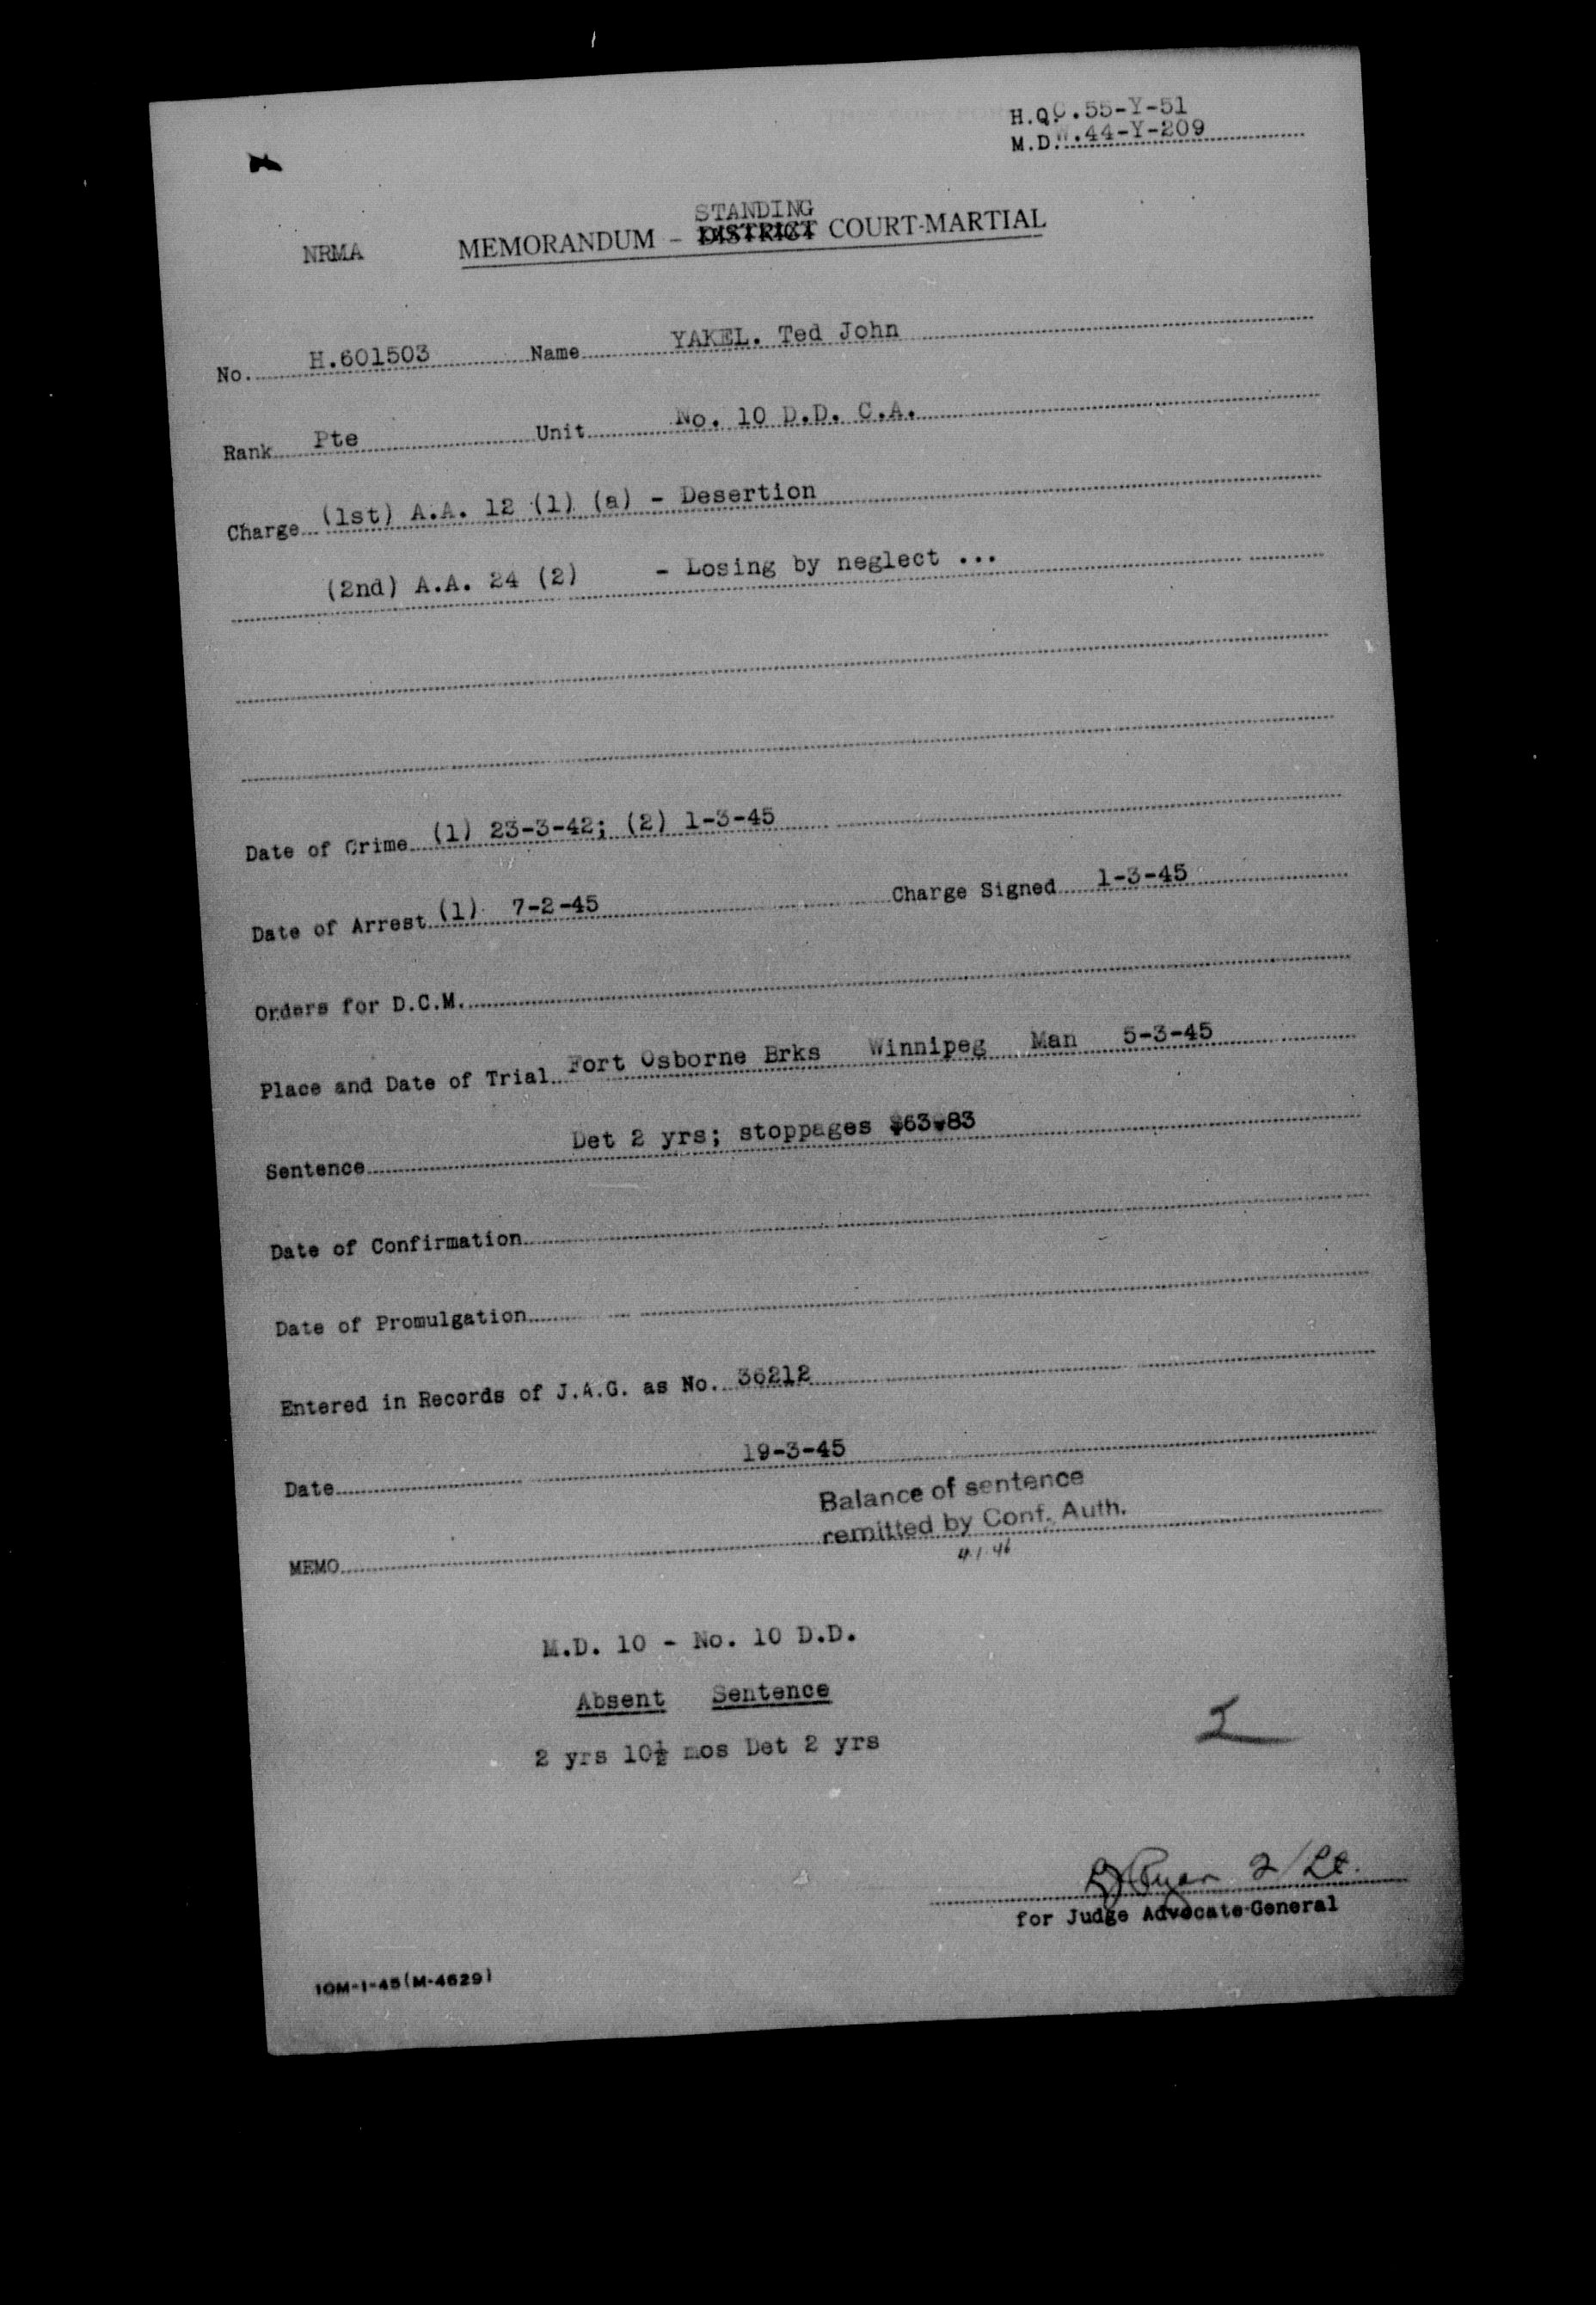 H.Q.C.55-Y-51
M.D.W.44-Y-209
STANDING
NRMA MEMORANDUM - DISTRICT COURT-MARTIAL
No. H.601503 Name YAKEL. Ted John
Rank Pte Unit No. 10 D.D. C.A.
Charge (1st) A.A. 12 (1) (a) - Desertion
(2nd) A.A. 24 (2) - Losing by neglect ...
Date of Crime (1) 23-3-42; (2) 1-3-45
Date of Arrest (1) 7-2-45 Charge Signed 1-3-45
Orders for D.C.M.
Place and Date of Trial Fort Osborne Brks Winnipeg Man 5-3-45
Sentence Det 2 yrs; stoppages $63.83
Date of Confirmation
Date of Promulgation
Entered in Records of J.A.G. as No. 36212
Date 19-3-45
Balance of sentence
remitted by Conf. Auth.
MEMO
4.1.46
M.D. 10 - No. 10 D.D.
Absent Sentence
2 yrs 10½ mos Det 2 yrs
2/Lt.
for Judge Advocate-General
10M-1-45 (M-4629)